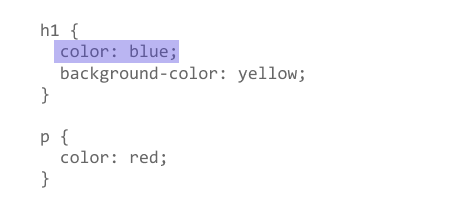 h1 {
  color: blue;
  background-color: yellow;
}

p {
  color: red;
}